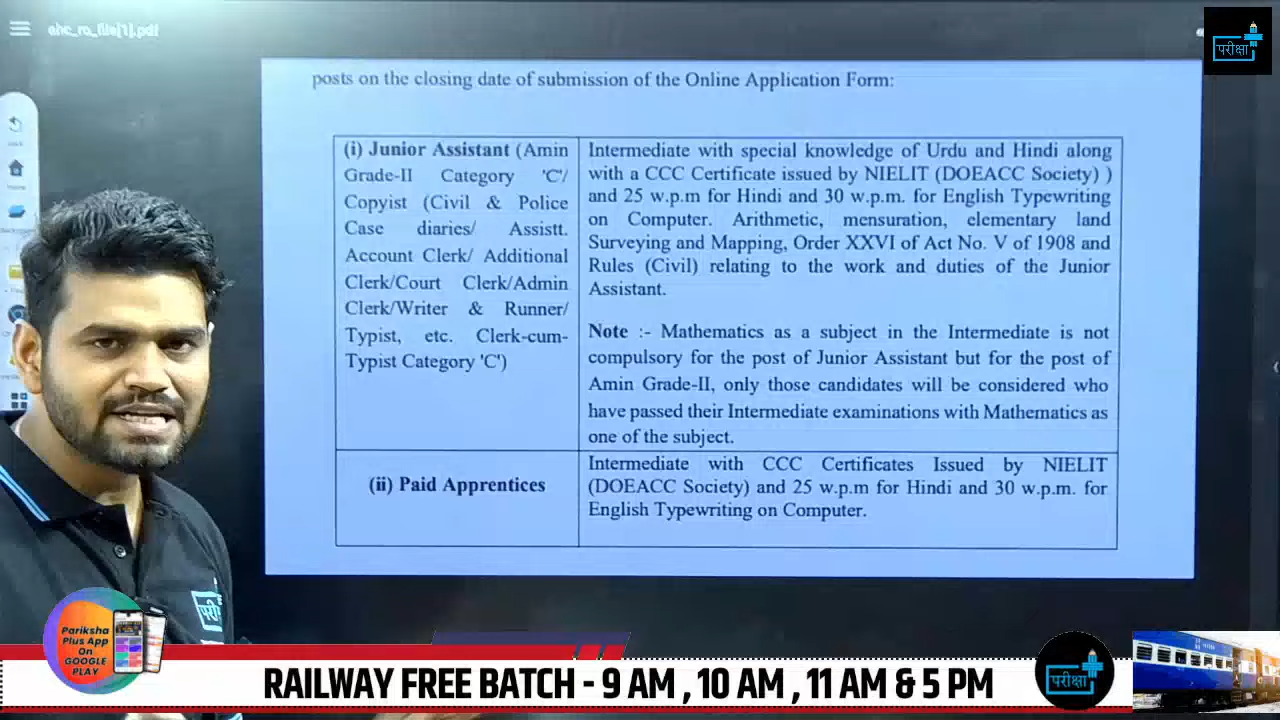 ahc_ro_file[1].pdf
परीक्षा
posts on the closing date of submission of the Online Application Form:
(i) Junior Assistant (Amin
Grade-II Category 'C'/
Copyist (Civil & Police
Case diaries/ Assistt.
Account Clerk/ Additional
Clerk/Court Clerk/Admin
Clerk/Writer & Runner/
Typist, etc. Clerk-cum-
Typist Category 'C')
Intermediate with special knowledge of Urdu and Hindi along
with a CCC Certificate issued by NIELIT (DOEACC Society) )
and 25 w.p.m for Hindi and 30 w.p.m. for English Typewriting
on Computer. Arithmetic, mensuration, elementary land
Surveying and Mapping, Order XXVI of Act No. V of 1908 and
Rules (Civil) relating to the work and duties of the Junior
Assistant.
Note :- Mathematics as a subject in the Intermediate is not
compulsory for the post of Junior Assistant but for the post of
Amin Grade-II, only those candidates will be considered who
have passed their Intermediate examinations with Mathematics as
one of the subject.
(ii) Paid Apprentices
Intermediate with CCC Certificates Issued by NIELIT
(DOEACC Society) and 25 w.p.m for Hindi and 30 w.p.m. for
English Typewriting on Computer.
परी
Pariksha
Plus App
On
GOOGLE
PLAY
RAILWAY FREE BATCH - 9 AM , 10 AM , 11 AM & 5 PM
परीक्षा